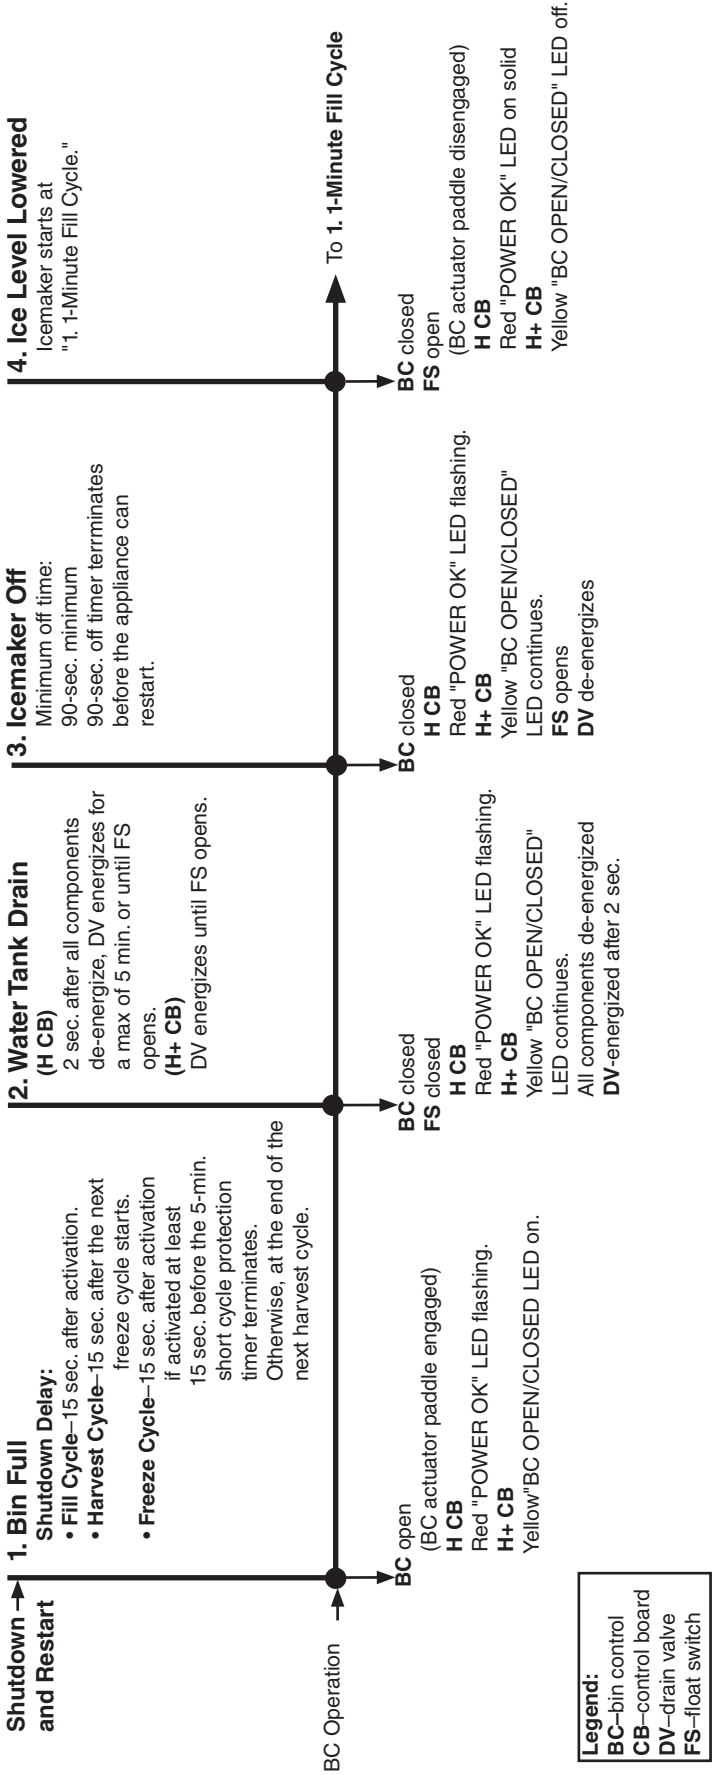 Shutdown
and Restart
1. Bin Full
Shutdown Delay:
• Fill Cycle–15 sec. after activation.
• Harvest Cycle–15 sec. after the next
freeze cycle starts.
• Freeze Cycle–15 sec. after activation
if activated at least
15 sec. before the 5-min.
short cycle protection
timer terminates.
Otherwise, at the end of the
next harvest cycle.
2. Water Tank Drain
(H CB)
2 sec. after all components
de-energize, DV energizes for
a max of 5 min. or until FS
opens.
(H+ CB)
DV energizes until FS opens.
3. Icemaker Off
Minimum off time:
90-sec. minimum
90-sec. off timer terrminates
before the appliance can
restart.
4. Ice Level Lowered
Icemaker starts at
"1. 1-Minute Fill Cycle."
BC Operation
To 1. 1-Minute Fill Cycle
BC open
(BC actuator paddle engaged)
H CB
Red "POWER OK" LED flashing.
H+ CB
Yellow"BC OPEN/CLOSED LED on.
BC closed
FS closed
H CB
Red "POWER OK" LED flashing.
H+ CB
Yellow "BC OPEN/CLOSED"
LED continues.
All components de-energized
DV-energized after 2 sec.
BC closed
H CB
Red "POWER OK" LED flashing.
H+ CB
Yellow "BC OPEN/CLOSED"
LED continues.
FS opens
DV de-energizes
BC closed
FS open
(BC actuator paddle disengaged)
H CB
Red "POWER OK" LED on solid
H+ CB
Yellow "BC OPEN/CLOSED" LED off.
Legend:
BC–bin control
CB–control board
DV–drain valve
FS–float switch